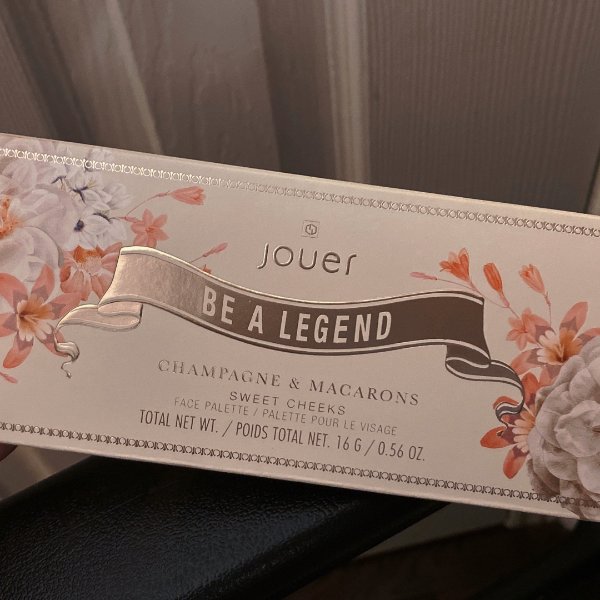 jouer
BE A LEGEND
CHAMPAGNE & MACARONS
SWEET CHEEKS
FACE PALETTE / PALETTE POUR LE VISAGE
TOTAL NET WT. / POIDS TOTAL NET. 16 G / 0.56 OZ.